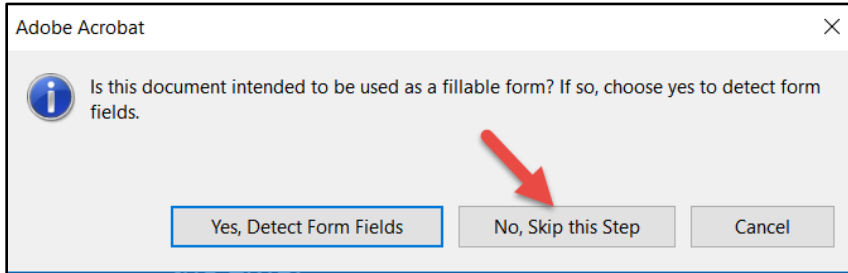 Adobe Acrobat
Is this document intended to be used as a fillable form? If so, choose yes to detect form
fields.
Yes, Detect Form Fields No, Skip this Step Cancel